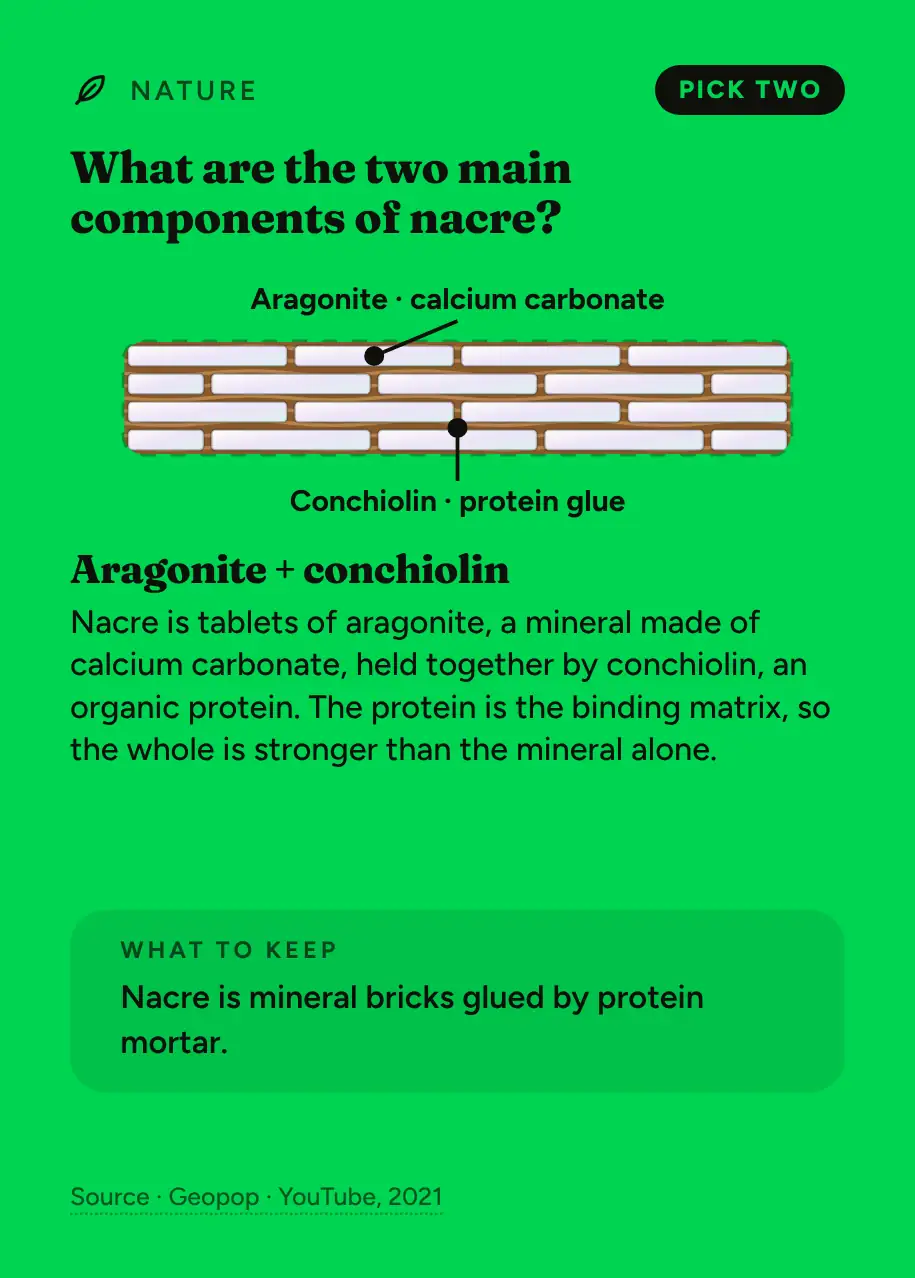 NATURE
PICK TWO
What are the two main
components of nacre?
Aragonite · calcium carbonate
Conchiolin · protein glue
Aragonite + conchiolin
Nacre is tablets of aragonite, a mineral made of
calcium carbonate, held together by conchiolin, an
organic protein. The protein is the binding matrix, so
the whole is stronger than the mineral alone.
WHAT TO KEEP
Nacre is mineral bricks glued by protein
mortar.
Source · Geopop · YouTube, 2021